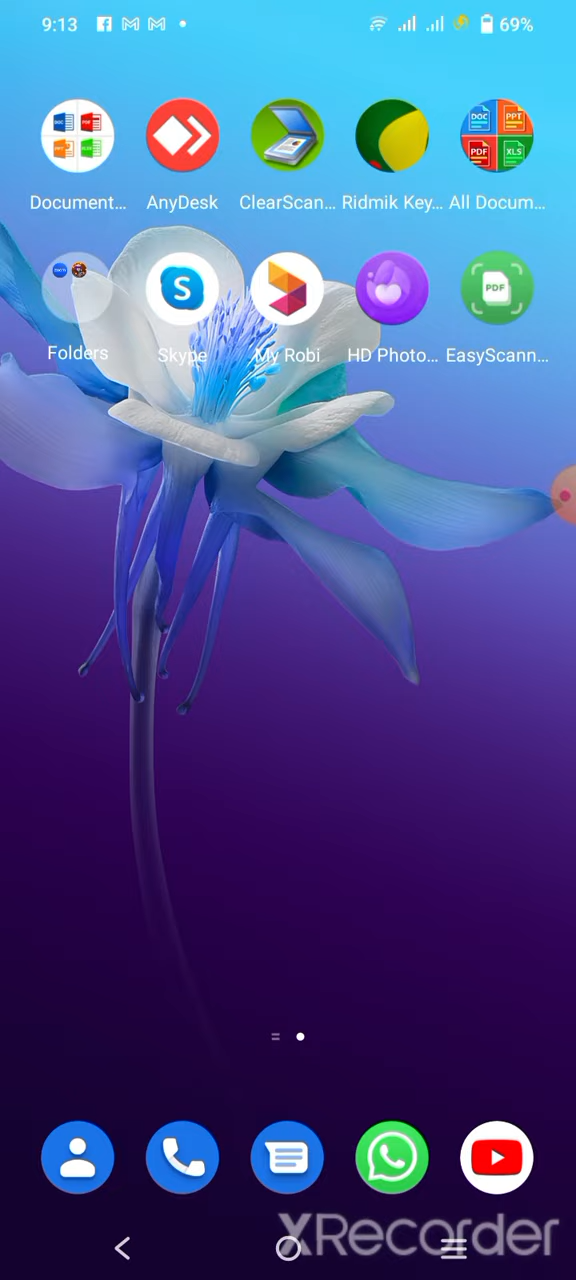 9:13 69%
Document... AnyDesk ClearScan... Ridmik Key... All Docum...
Folders Skype My Robi HD Photo... EasyScann...
XRecorder